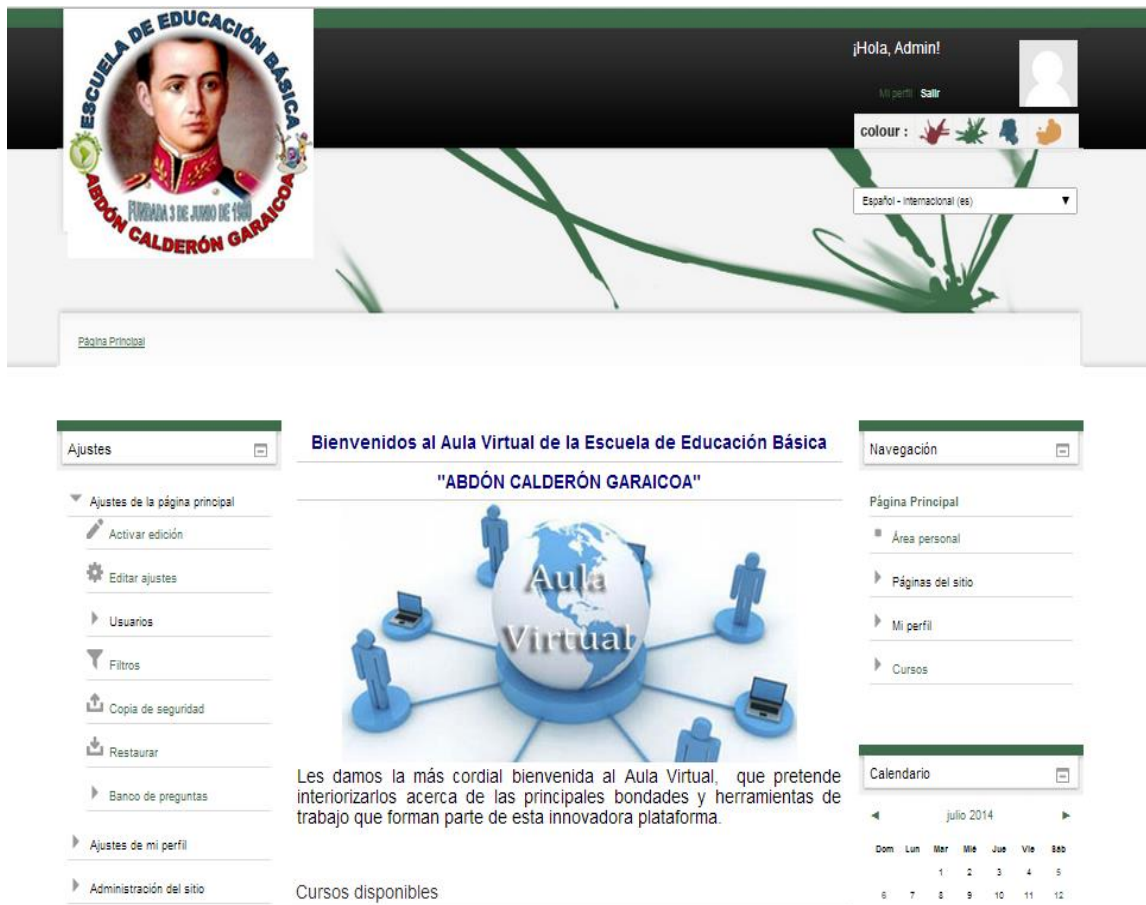 ESCUELA DE EDUCACIÓN BÁSICA
ABDÓN CALDERÓN GARAICOA
FUNDADA 3 DE JUNIO DE
¡Hola, Admin!
Mi perfil Salir
colour :
Español - Internacional (es)
Página Principal
Ajustes
Ajustes de la página principal
Activar edición
Editar ajustes
Usuarios
Filtros
Copia de seguridad
Restaurar
Banco de preguntas
Ajustes de mi perfil
Administración del sitio
Bienvenidos al Aula Virtual de la Escuela de Educación Básica
"ABDÓN CALDERÓN GARAICOA"
Aula
Virtual
Les damos la más cordial bienvenida al Aula Virtual, que pretende
interiorizarlos acerca de las principales bondades y herramientas de
trabajo que forman parte de esta innovadora plataforma.
Cursos disponibles
Navegación
Página Principal
Área personal
Páginas del sitio
Mi perfil
Cursos
Calendario
julio 2014
Dom Lun Mar Mié Jue Vie Sáb
1 2 3 4 5
6 7 8 9 10 11 12